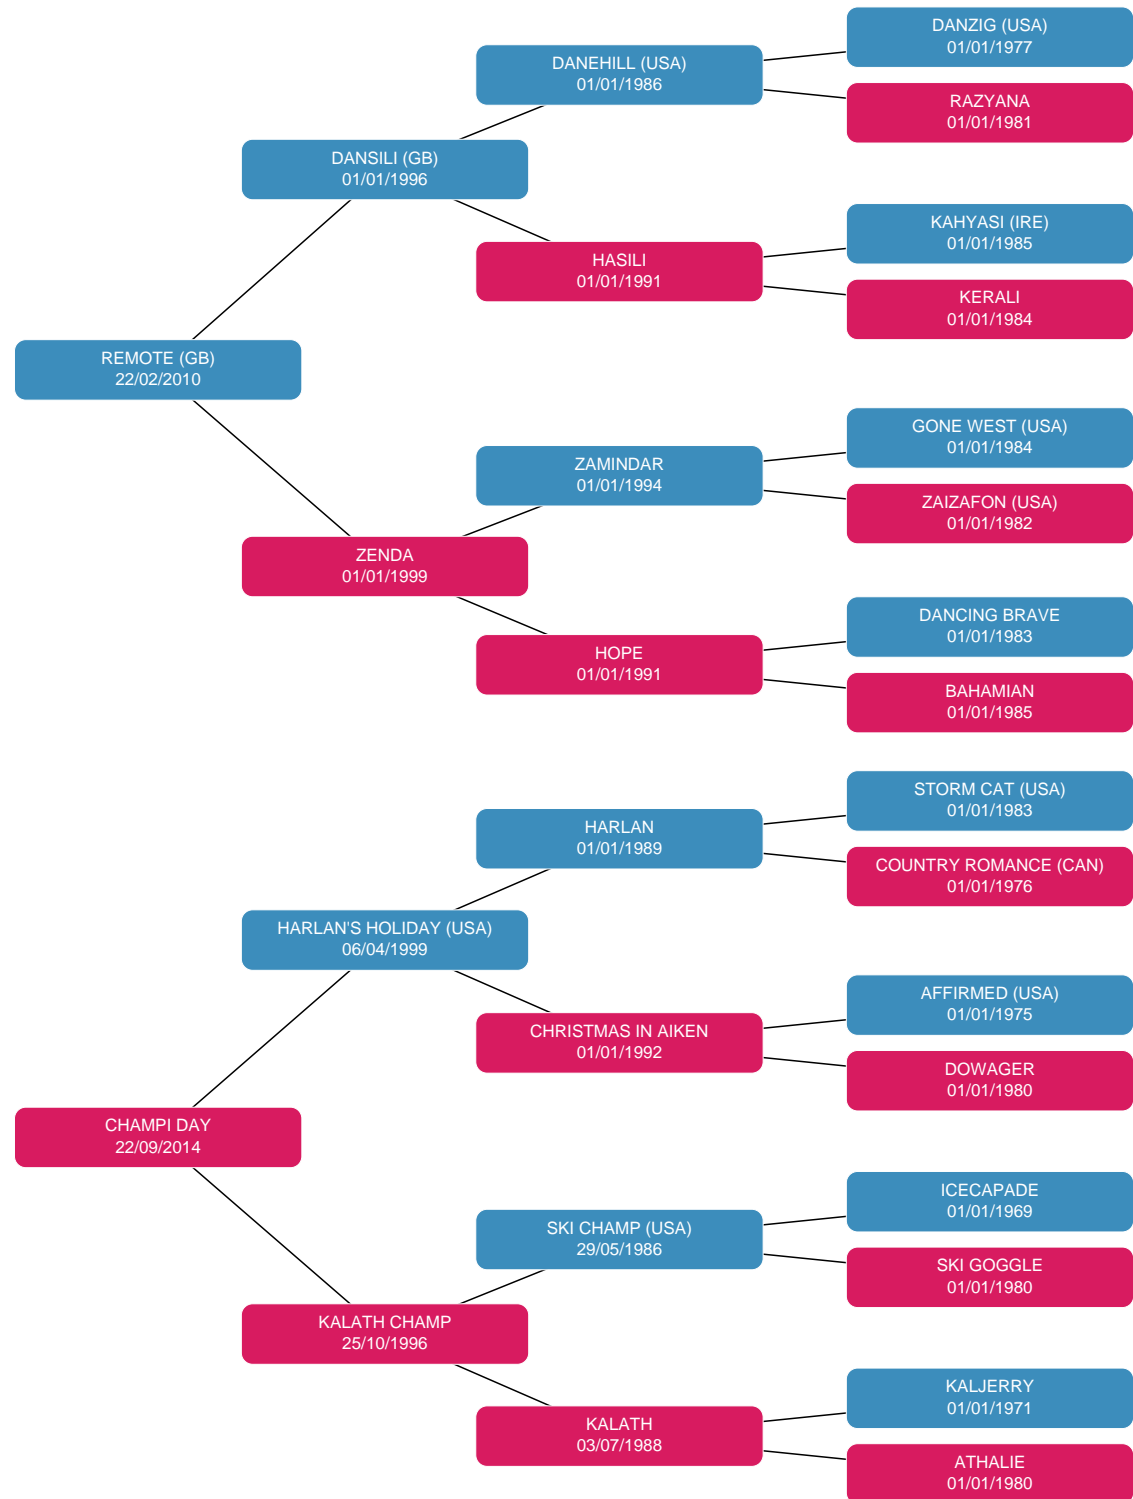 DANZIG (USA)
01/01/1977
DANEHILL (USA)
01/01/1986
RAZYANA
01/01/1981
DANSILI (GB)
01/01/1996
KAHYASI (IRE)
01/01/1985
HASILI
01/01/1991
KERALI
01/01/1984
REMOTE (GB)
22/02/2010
GONE WEST (USA)
01/01/1984
ZAMINDAR
01/01/1994
ZAIZAFON (USA)
01/01/1982
ZENDA
01/01/1999
DANCING BRAVE
01/01/1983
HOPE
01/01/1991
BAHAMIAN
01/01/1985
STORM CAT (USA)
01/01/1983
HARLAN
01/01/1989
COUNTRY ROMANCE (CAN)
01/01/1976
HARLAN'S HOLIDAY (USA)
06/04/1999
AFFIRMED (USA)
01/01/1975
CHRISTMAS IN AIKEN
01/01/1992
DOWAGER
01/01/1980
CHAMPI DAY
22/09/2014
ICECAPADE
01/01/1969
SKI CHAMP (USA)
29/05/1986
SKI GOGGLE
01/01/1980
KALATH CHAMP
25/10/1996
KALJERRY
01/01/1971
KALATH
03/07/1988
ATHALIE
01/01/1980